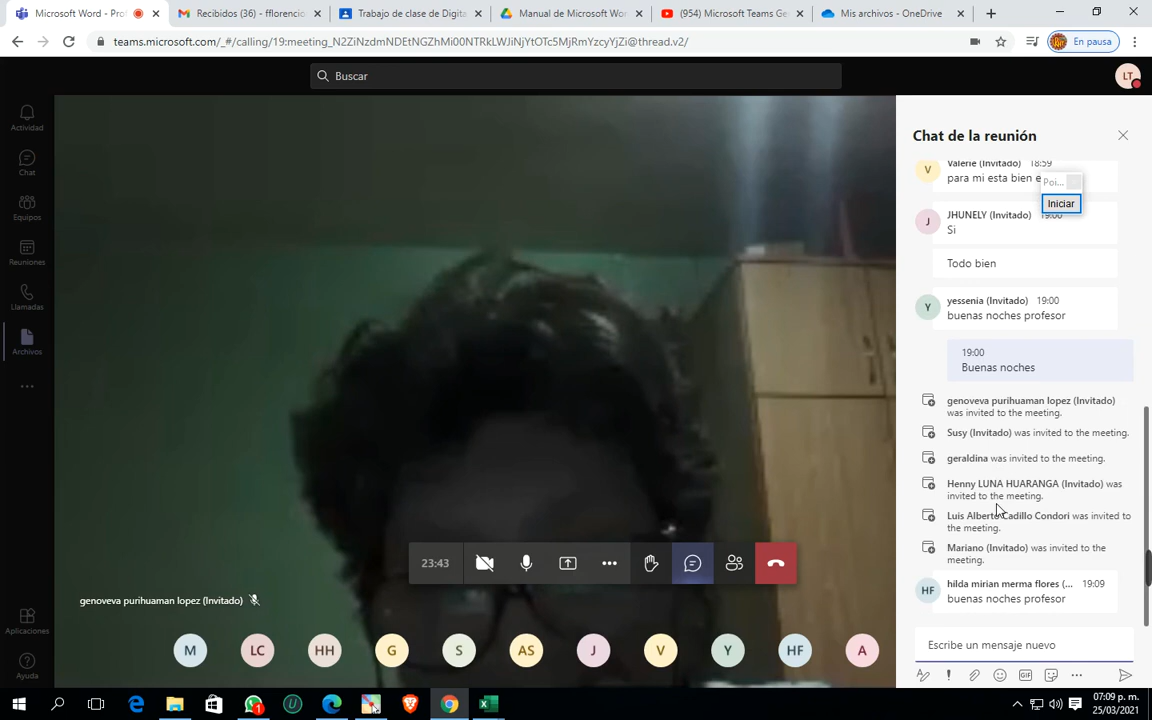 Microsoft Word - Pro
Recibidos (36) - fflorencio
Trabajo de clase de Digita
Manual de Microsoft Wor
(954) Microsoft Teams Ge
Mis archivos - OneDrive
teams.microsoft.com/_#/calling/19:meeting_N2ZiNzdmNDEtNGZhMi00NTRkLWJiNjYtOTc5MjRmYzcyYjZi@thread.v2/
En pausa
Buscar
LT
Actividad
Chat
Equipos
Reuniones
Llamadas
Archivos
Aplicaciones
Ayuda
Chat de la reunión
V
Valerie (Invitado) 18:59
para mi esta bien e
Poi...
Iniciar
J
JHUNELY (Invitado) 19:00
Si
Todo bien
Y
yessenia (Invitado) 19:00
buenas noches profesor
19:00
Buenas noches
genoveva purihuaman lopez (Invitado)
was invited to the meeting.
Susy (Invitado) was invited to the meeting.
geraldina was invited to the meeting.
Henny LUNA HUARANGA (Invitado) was
invited to the meeting.
Luis Alberto Cadillo Condori was invited to
the meeting.
Mariano (Invitado) was invited to the
meeting.
HF
hilda mirian merma flores (... 19:09
buenas noches profesor
Escribe un mensaje nuevo
GIF
23:43
genoveva purihuaman lopez (Invitado)
M LC HH G S AS J V Y HF A
1
07:09 p. m.
25/03/2021